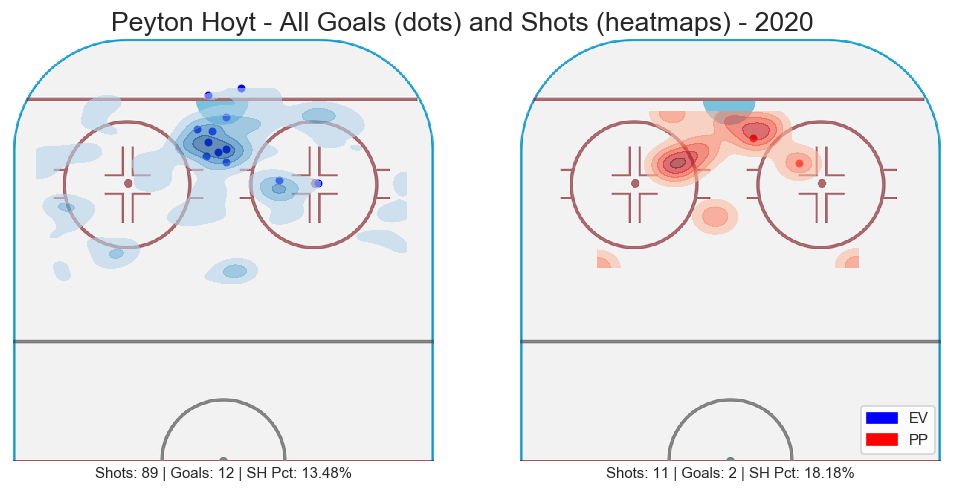 Peyton Hoyt - All Goals (dots) and Shots (heatmaps) - 2020
EV
PP
Shots: 89 | Goals: 12 | SH Pct: 13.48%
Shots: 11 | Goals: 2 | SH Pct: 18.18%